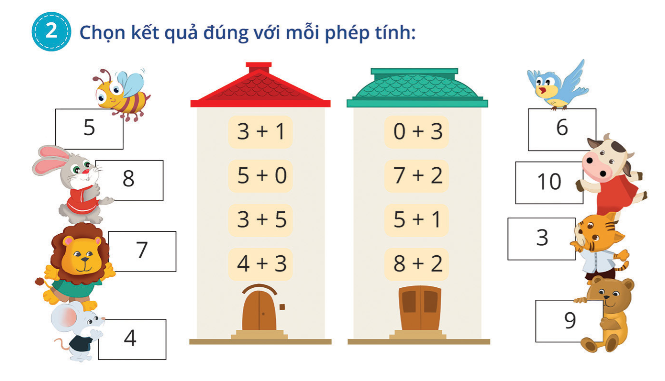 2 Chọn kết quả đúng với mỗi phép tính:
5
8
7
4
3 + 1
5 + 0
3 + 5
4 + 3
0 + 3
7 + 2
5 + 1
8 + 2
6
10
3
9